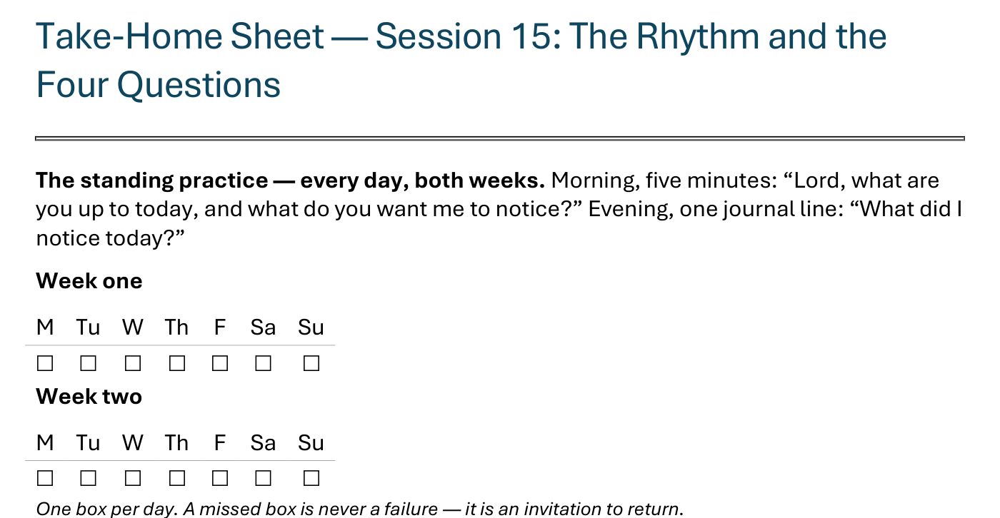 Take-Home Sheet — Session 15: The Rhythm and the
Four Questions
The standing practice — every day, both weeks. Morning, five minutes: “Lord, what are
you up to today, and what do you want me to notice?” Evening, one journal line: “What did I
notice today?”
Week one
M Tu W Th F Sa Su
☐ ☐ ☐ ☐ ☐ ☐ ☐
Week two
M Tu W Th F Sa Su
☐ ☐ ☐ ☐ ☐ ☐ ☐
One box per day. A missed box is never a failure — it is an invitation to return.